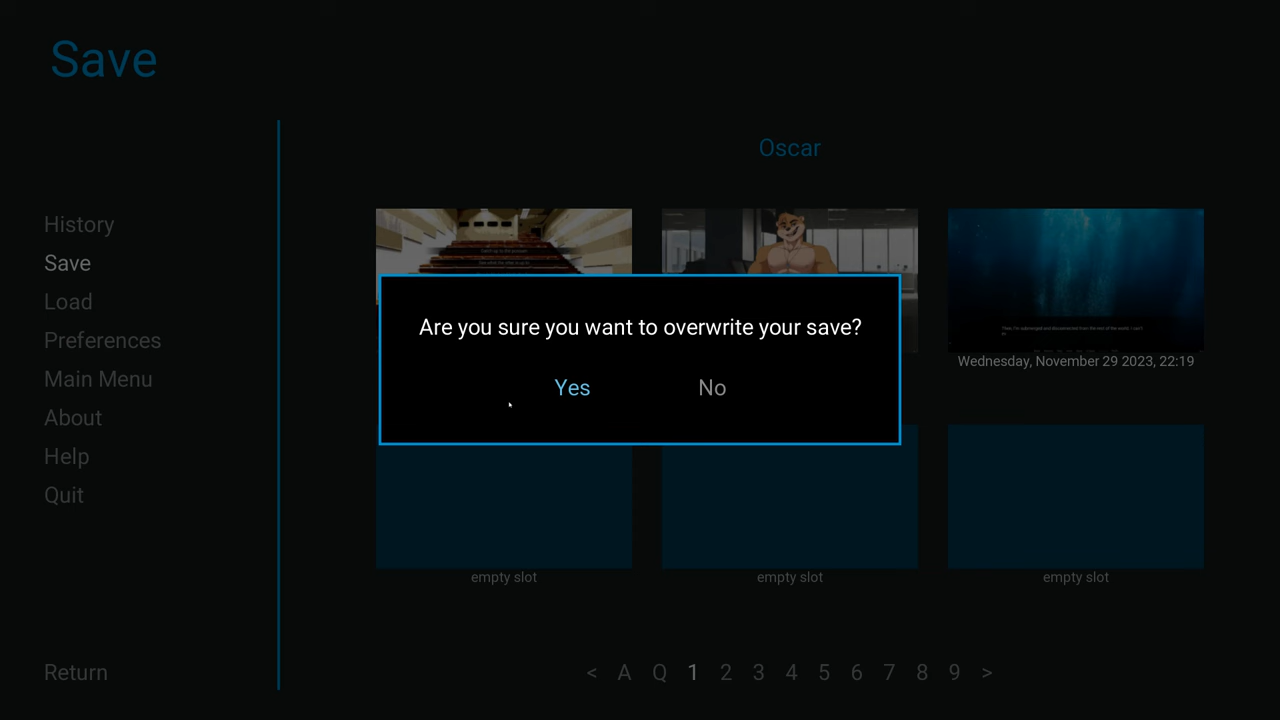 Save
Oscar
History
Save
Load
Preferences
Main Menu
About
Help
Quit
Return
Are you sure you want to overwrite your save?
Yes No
Wednesday, November 29 2023, 22:19
empty slot empty slot empty slot
< A Q 1 2 3 4 5 6 7 8 9 >